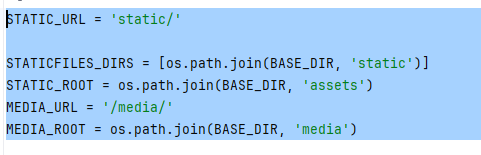 STATIC_URL = 'static/'
STATICFILES_DIRS = [os.path.join(BASE_DIR, 'static')]
STATIC_ROOT = os.path.join(BASE_DIR, 'assets')
MEDIA_URL = '/media/'
MEDIA_ROOT = os.path.join(BASE_DIR, 'media')